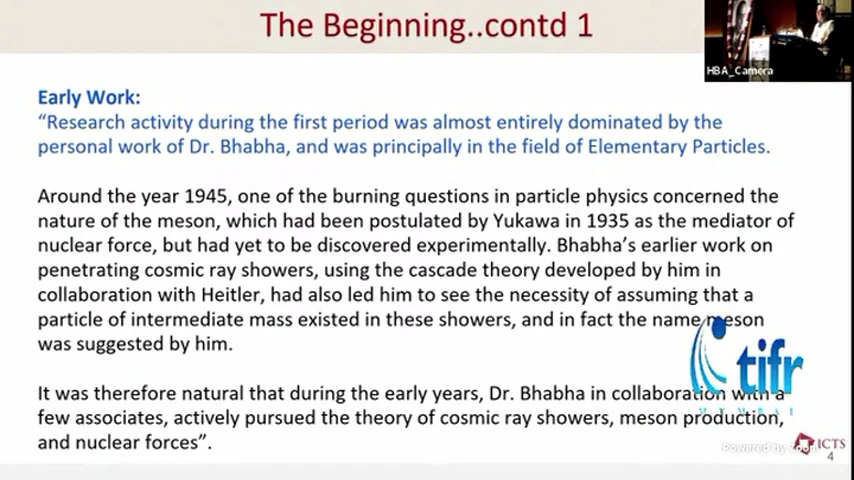 The Beginning..contd 1
HBA_Camera
Early Work:
“Research activity during the first period was almost entirely dominated by the
personal work of Dr. Bhabha, and was principally in the field of Elementary Particles.
Around the year 1945, one of the burning questions in particle physics concerned the
nature of the meson, which had been postulated by Yukawa in 1935 as the mediator of
nuclear force, but had yet to be discovered experimentally. Bhabha’s earlier work on
penetrating cosmic ray showers, using the cascade theory developed by him in
collaboration with Heitler, had also led him to see the necessity of assuming that a
particle of intermediate mass existed in these showers, and in fact the name meson
was suggested by him.
tifr
It was therefore natural that during the early years, Dr. Bhabha in collaboration with a
MUMBAI
few associates, actively pursued the theory of cosmic ray showers, meson production,
and nuclear forces”.
Powered by Zoom
ICTS
4